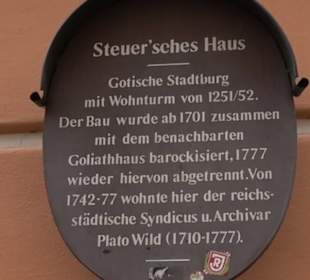 Steuer'sches Haus
Gotische Stadtburg
mit Wohnturm von 1251/52.
Der Bau wurde ab 1701 zusammen
mit dem benachbarten
Goliathhaus barockisiert, 1777
wieder hiervon abgetrennt. Von
1742-77 wohnte hier der reichs-
städtische Syndicus u. Archivar
Plato Wild (1710-1777).
R